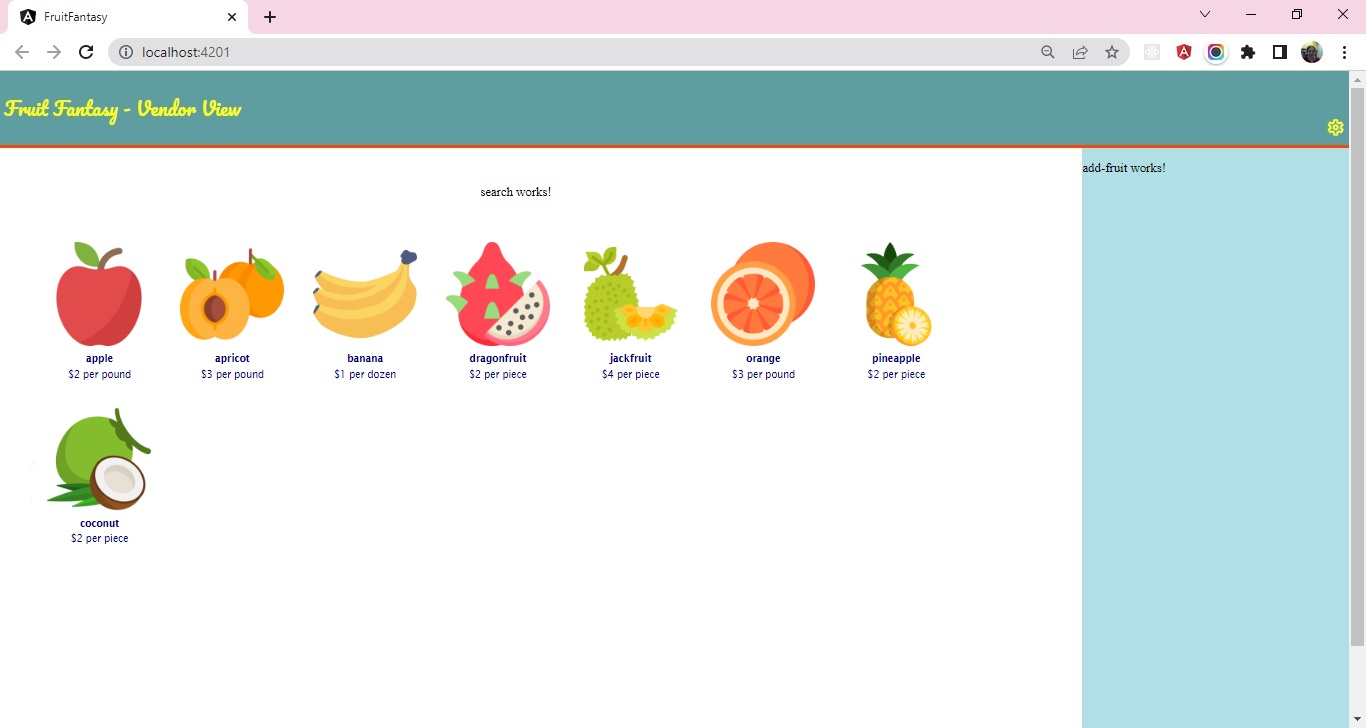 FruitFantasy
localhost:4201
Fruit Fantasy - Vendor View
add-fruit works!
search works!
apple
$2 per pound
apricot
$3 per pound
banana
$1 per dozen
dragonfruit
$2 per piece
jackfruit
$4 per piece
orange
$3 per pound
pineapple
$2 per piece
coconut
$2 per piece